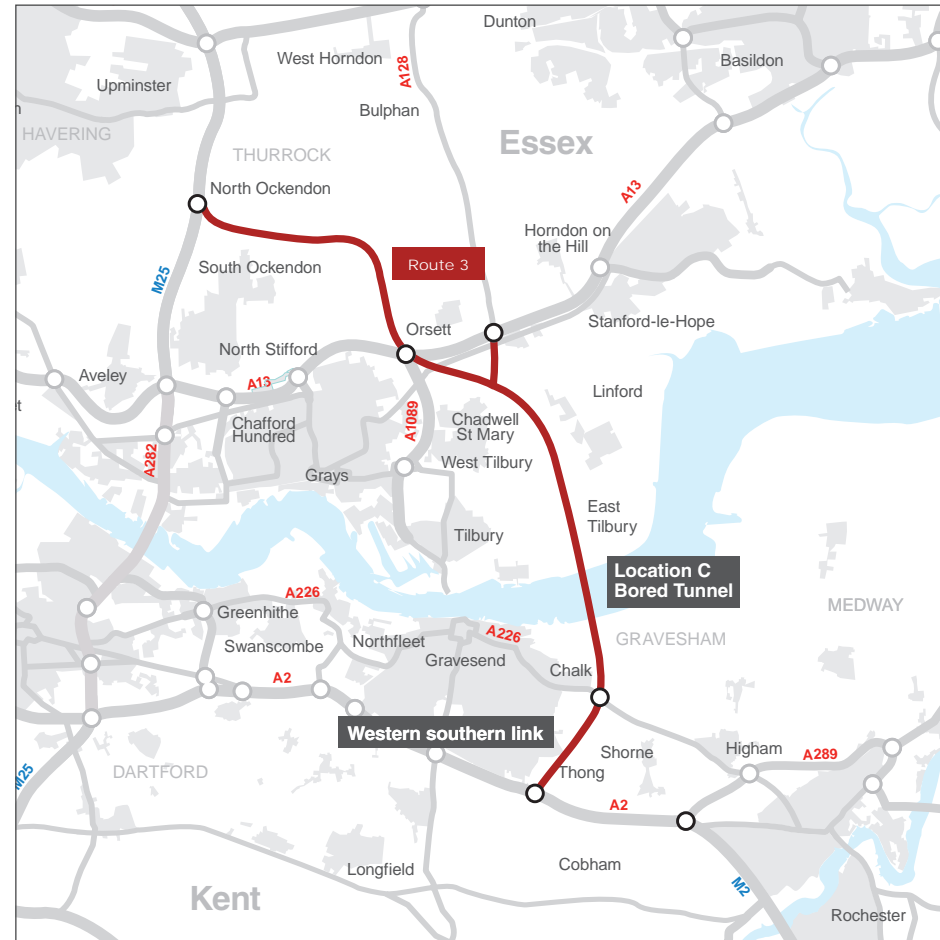 Dunton
West Horndon
A128
Basildon
Upminster
Bulphan
HAVERING
Essex
THURROCK
North Ockendon
A13
Horndon on
the Hill
Route 3
South Ockendon
M25
Orsett
Stanford-le-Hope
North Stifford
Aveley
A13
Linford
et
Chafford
Hundred
A1089
Chadwell
St Mary
A282
West Tilbury
Grays
East
Tilbury
Tilbury
Location C
Bored Tunnel
A226
Greenhithe
MEDWAY
A226
GRAVESHAM
Swanscombe
Northfleet
Gravesend
Chalk
A2
Western southern link
Shorne
Higham
A289
Thong
M25
DARTFORD
A2
Longfield
Cobham
M2
Kent
Rochester